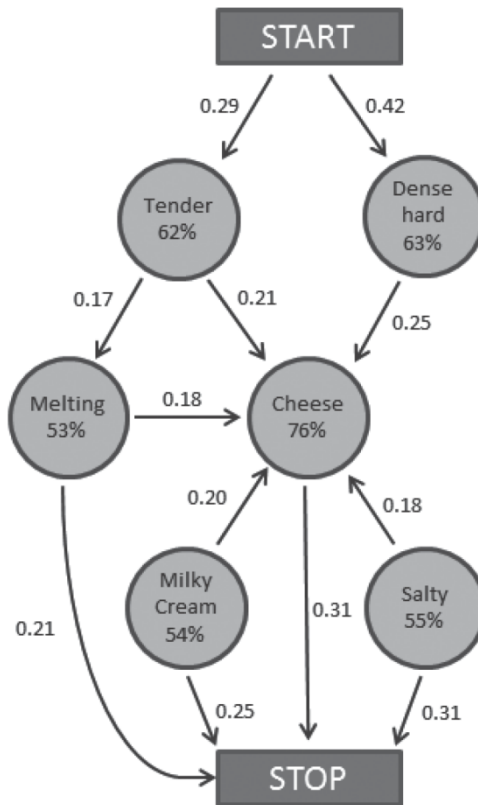 START
0.29
0.42
Tender
62%
Dense
hard
63%
0.17
0.21
0.25
Melting
53%
0.18
Cheese
76%
0.20
0.18
Milky
Cream
54%
Salty
55%
0.21
0.31
0.25
0.31
STOP